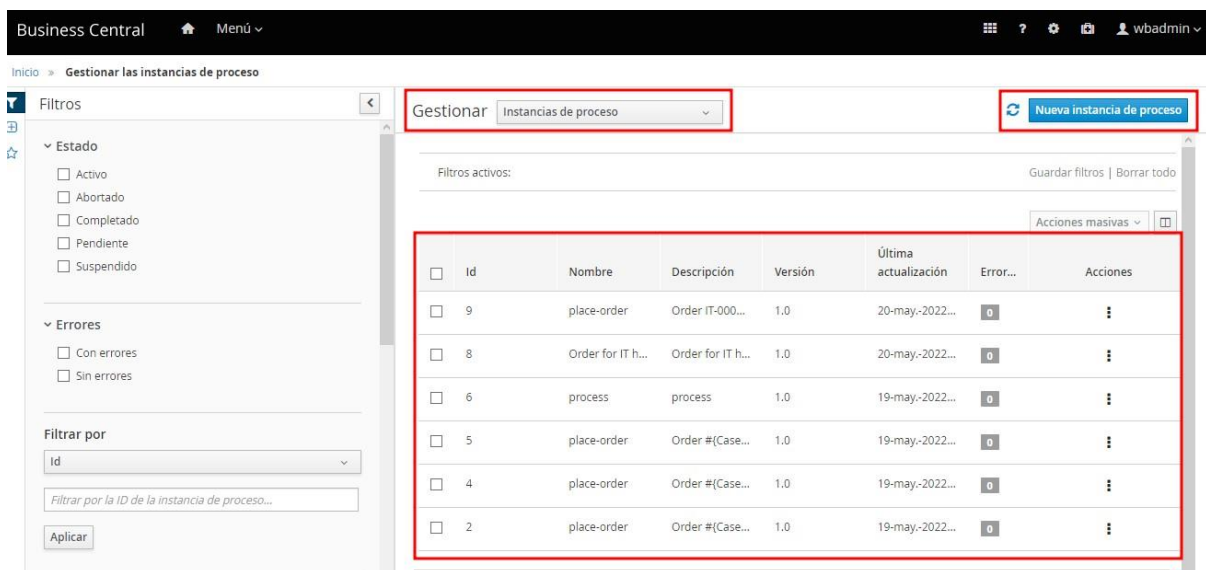 Business Central Menú ? wbadmin
Inicio » Gestionar las instancias de proceso
Filtros
Estado
Activo
Abortado
Completado
Pendiente
Suspendido
Errores
Con errores
Sin errores
Filtrar por
Id
Filtrar por la ID de la instancia de proceso...
Aplicar
Gestionar Instancias de proceso Nueva instancia de proceso
Filtros activos: Guardar filtros | Borrar todo
Acciones masivas
Id Nombre Descripción Versión Última actualización Error... Acciones
9 place-order Order IT-000... 1.0 20-may.-2022... 0
8 Order for IT h... Order for IT h... 1.0 20-may.-2022... 0
6 process process 1.0 19-may.-2022... 0
5 place-order Order #{Case... 1.0 19-may.-2022... 0
4 place-order Order #{Case... 1.0 19-may.-2022... 0
2 place-order Order #{Case... 1.0 19-may.-2022... 0